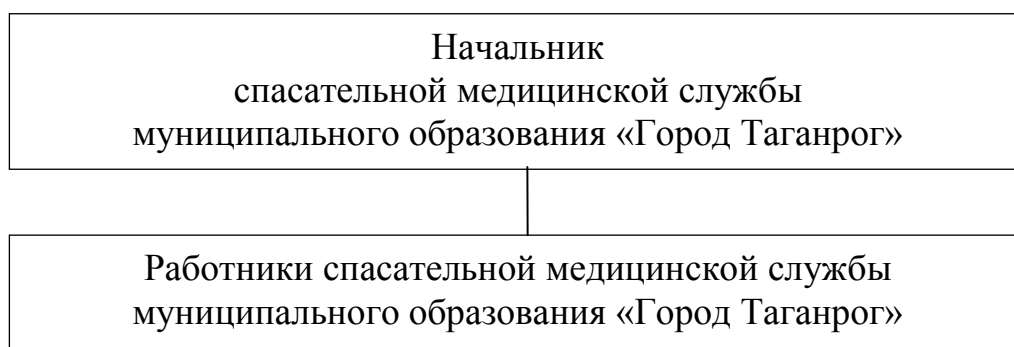 Начальник
спасательной медицинской службы
муниципального образования «Город Таганрог»
Работники спасательной медицинской службы
муниципального образования «Город Таганрог»